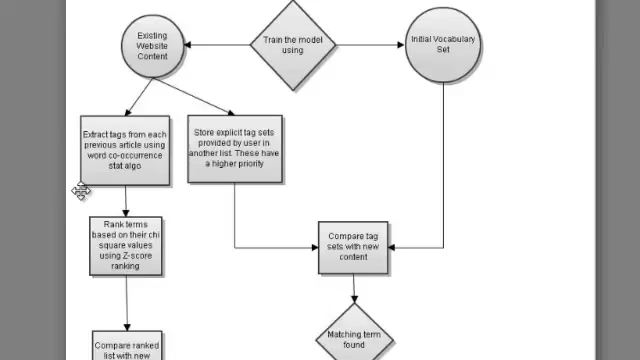 Existing
Website
Content
Train the model
using
Initial Vocabulary
Set
Extract tags from each
previous article using
word co-occurrence
stat algo
Store explicit tag sets
provided by user in
another list. These have
a higher priority
Rank terms
based on their chi
square values
using Z-score
ranking
Compare tag
sets with new
content
Compare ranked
list with new
Matching term
found